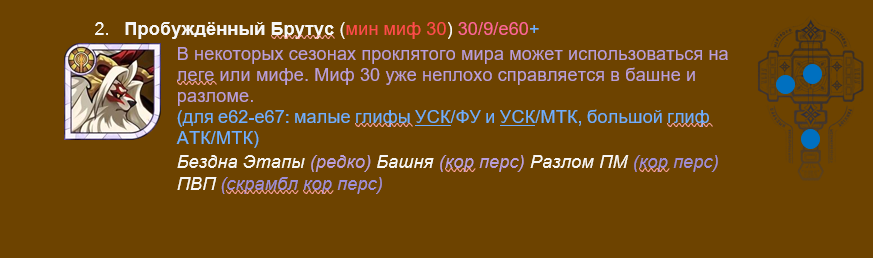 2. Пробуждённый Брутус (мин миф 30) 30/9/е60+
В некоторых сезонах проклятого мира может использоваться на
леге или мифе. Миф 30 уже неплохо справляется в башне и
разломе.
(для е62-е67: малые глифы УСК/ФУ и УСК/МТК, большой глиф
АТК/МТК)
Бездна Этапы (редко) Башня (кор перс) Разлом ПМ (кор перс)
ПВП (скрамбл кор перс)